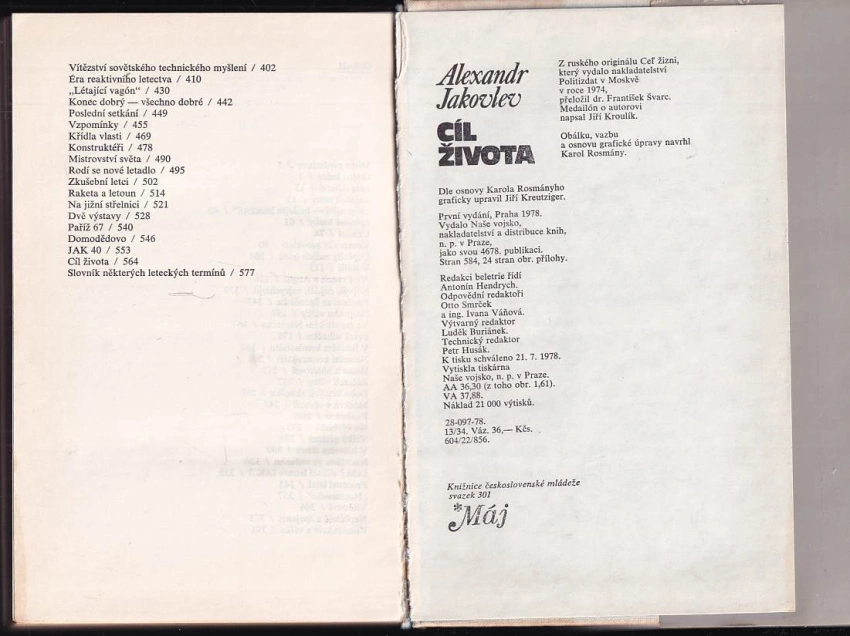 Vítězství sovětského technického myšlení / 402
Éra reaktivního letectva / 410
„Létající vagón“ / 430
Konec dobrý — všechno dobré / 442
Poslední setkání / 449
Vzpomínky / 455
Křídla vlasti / 469
Konstruktéři / 478
Mistrovství světa / 490
Rodí se nové letadlo / 495
Zkušební letci / 502
Raketa a letoun / 514
Na jižní střelnici / 521
Dvě výstavy / 528
Paříž 67 / 540
Domodědovo / 546
JAK 40 / 553
Cíl života / 564
Slovník některých leteckých termínů / 577
Alexandr
Jakovlev
CÍL
ŽIVOTA
Z ruského originálu Celˇ žizni,
který vydalo nakladatelství
Politizdat v Moskvě
v roce 1974,
přeložil dr. František Švarc.
Medailón o autorovi
napsal Jiří Kroulík.
Obálku, vazbu
a osnovu grafické úpravy navrhl
Karol Rosmány.
Dle osnovy Karola Rosmányho
graficky upravil Jiří Kreutziger.
První vydání, Praha 1978.
Vydalo Naše vojsko,
nakladatelství a distribuce knih,
n. p. v Praze,
jako svou 4678. publikaci.
Stran 584, 24 stran obr. přílohy.
Redakci beletrie řídí
Antonín Hendrych.
Odpovědní redaktoři
Otto Smrček
a ing. Ivana Váňová.
Výtvarný redaktor
Luděk Buriánek.
Technický redaktor
Petr Husák.
K tisku schváleno 21. 7. 1978.
Vytiskla tiskárna
Naše vojsko, n. p. v Praze.
AA 36,30 (z toho obr. 1,61).
VA 37,88.
Náklad 21 000 výtisků.
28-097-78.
13/34. Váz. 36,— Kčs.
604/22/856.
Knižnice československé mládeže
svazek 301
*Máj